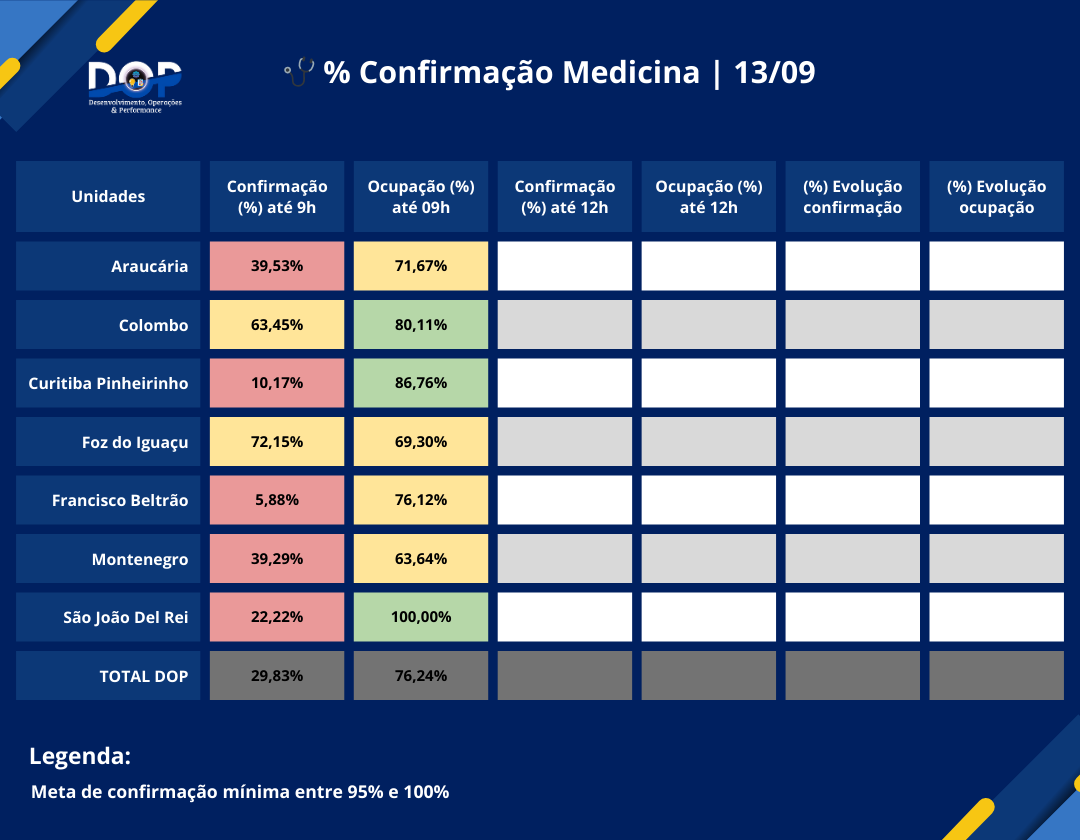 DOP
Desenvolvimento, Operações
& Performance
% Confirmação Medicina | 13/09
Unidades
Confirmação
(%) até 9h
Ocupação (%)
até 09h
Confirmação
(%) até 12h
Ocupação (%)
até 12h
(%) Evolução
confirmação
(%) Evolução
ocupação
Araucária 39,53% 71,67%
Colombo 63,45% 80,11%
Curitiba Pinheirinho 10,17% 86,76%
Foz do Iguaçu 72,15% 69,30%
Francisco Beltrão 5,88% 76,12%
Montenegro 39,29% 63,64%
São João Del Rei 22,22% 100,00%
TOTAL DOP 29,83% 76,24%
Legenda:
Meta de confirmação mínima entre 95% e 100%